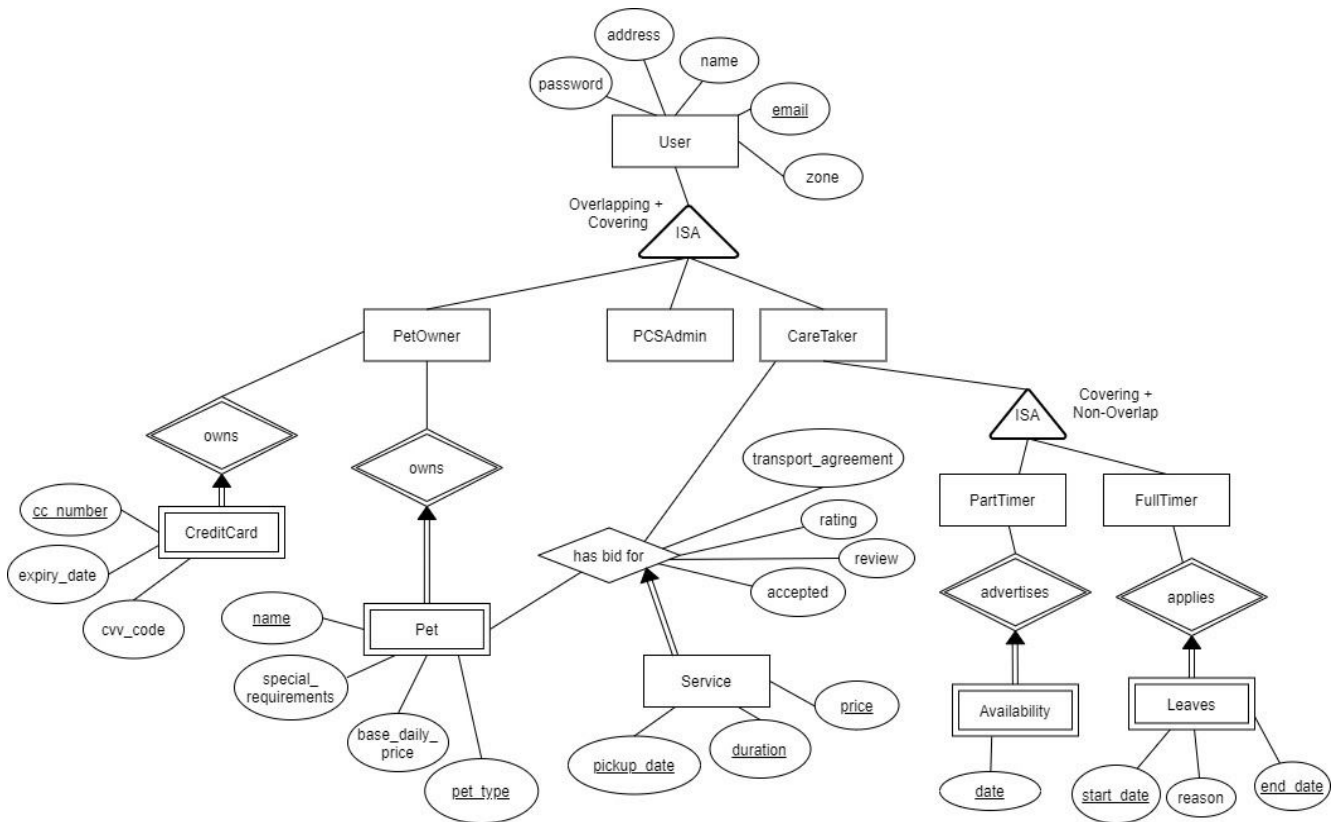 address
name
password
email
User
zone
Overlapping +
Covering
ISA
PetOwner
PCSAdmin
CareTaker
Covering +
Non-Overlap
ISA
owns
owns
transport_agreement
PartTimer
FullTimer
cc_number
CreditCard
rating
has bid for
review
expiry_date
accepted
advertises
applies
name
cvv_code
Pet
special_
requirements
Service
price
Availability
Leaves
base_daily_
price
duration
pickup_date
pet_type
date
start_date
reason
end_date